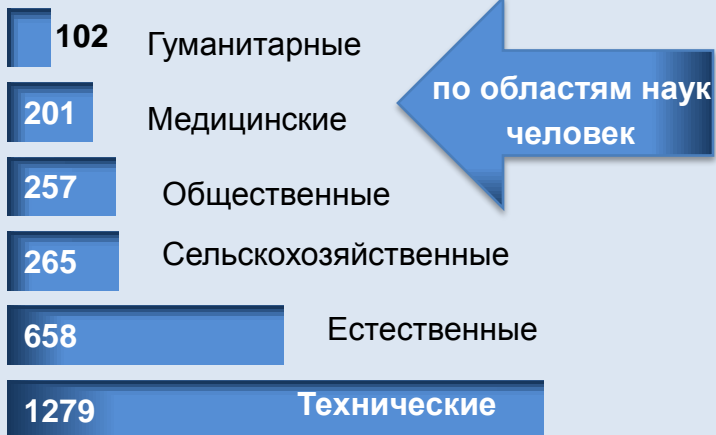 102 Гуманитарные
по областям наук
человек
201 Медицинские
257 Общественные
265 Сельскохозяйственные
658 Естественные
1279 Технические